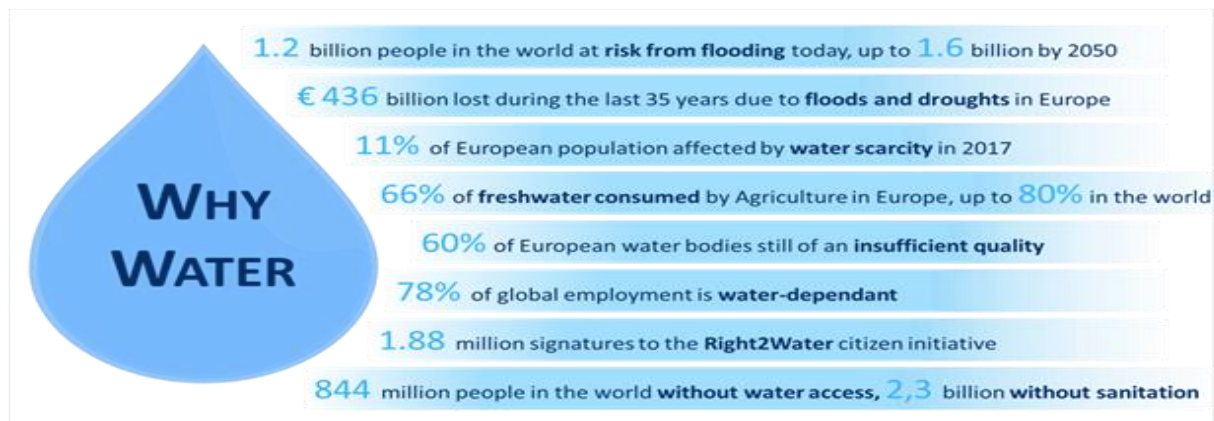 WHY
WATER
1.2 billion people in the world at risk from flooding today, up to 1.6 billion by 2050
€ 436 billion lost during the last 35 years due to floods and droughts in Europe
11% of European population affected by water scarcity in 2017
66% of freshwater consumed by Agriculture in Europe, up to 80% in the world
60% of European water bodies still of an insufficient quality
78% of global employment is water-dependant
1.88 million signatures to the Right2Water citizen initiative
844 million people in the world without water access, 2,3 billion without sanitation